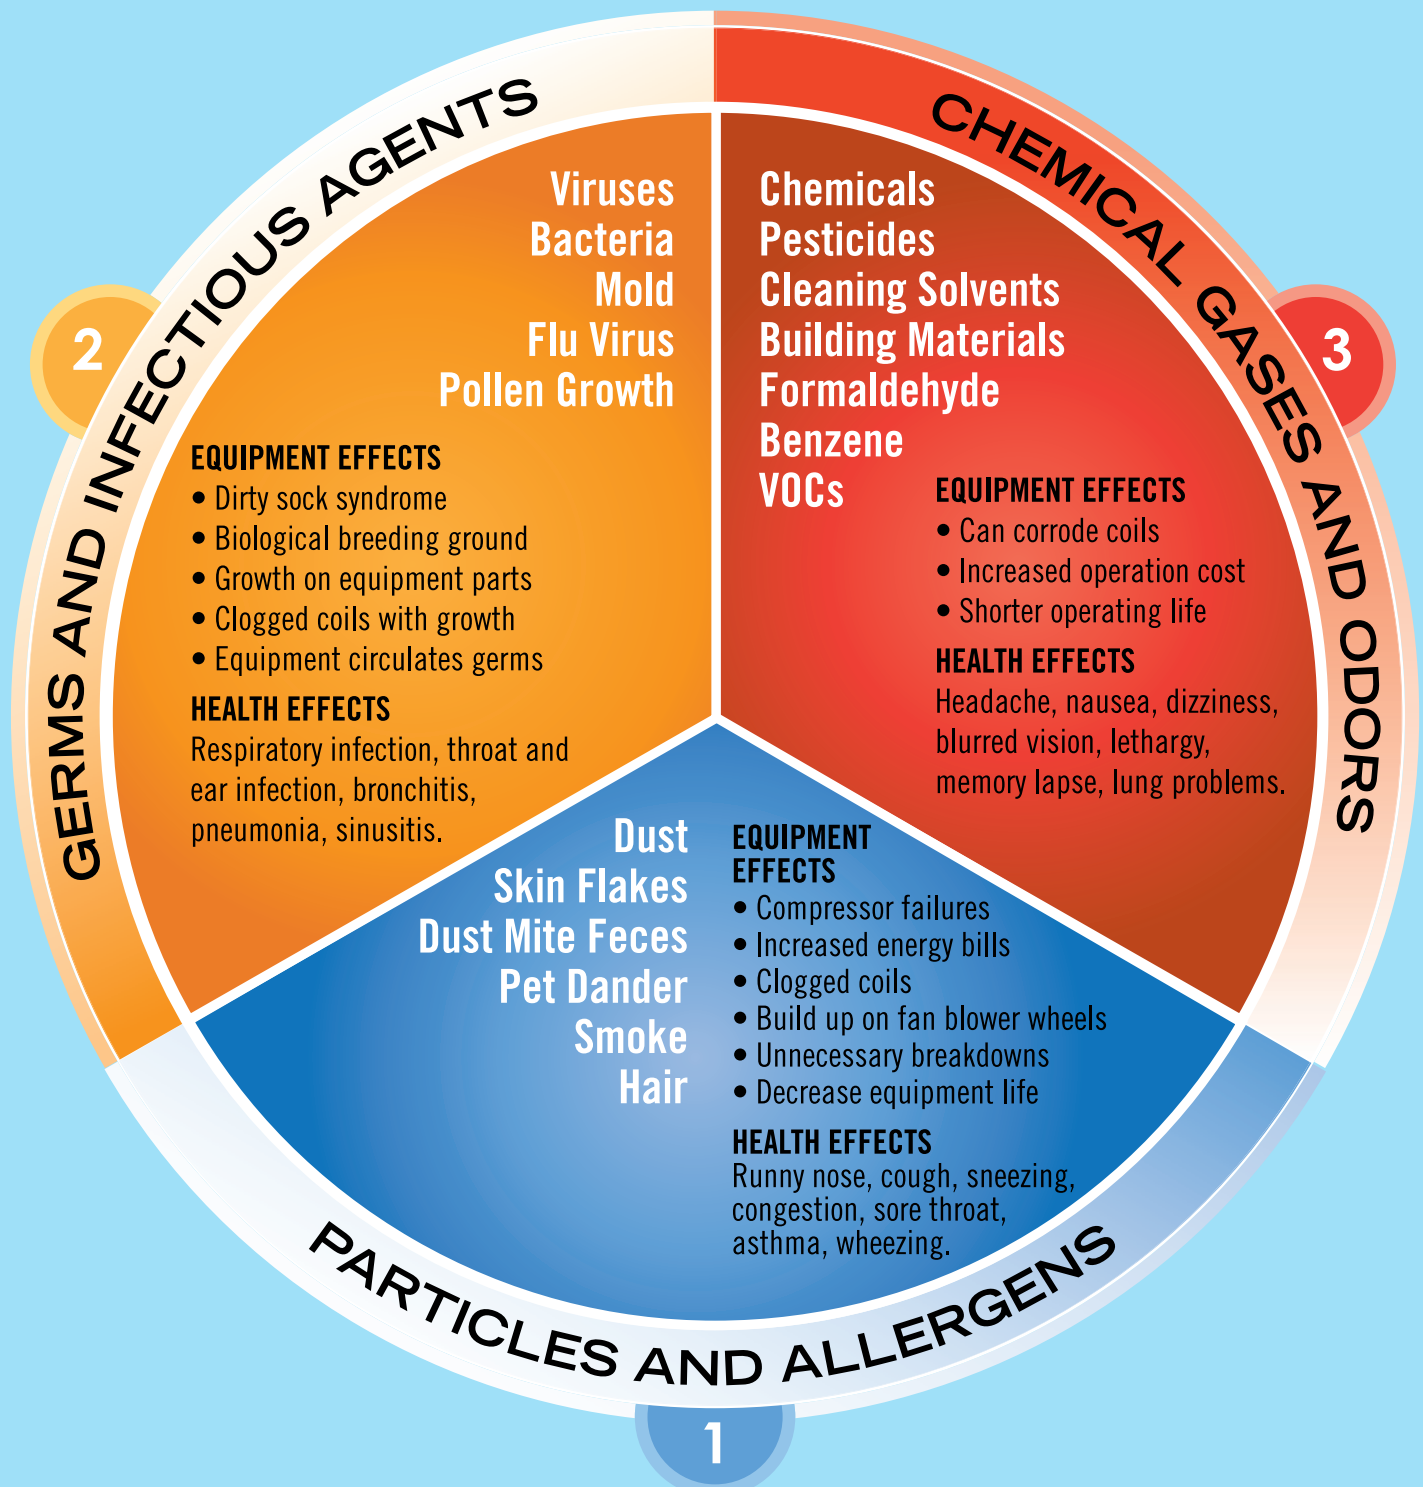 GERMS AND INFECTIOUS AGENTS
2
Viruses
Bacteria
Mold
Flu Virus
Pollen Growth
EQUIPMENT EFFECTS
• Dirty sock syndrome
• Biological breeding ground
• Growth on equipment parts
• Clogged coils with growth
• Equipment circulates germs
HEALTH EFFECTS
Respiratory infection, throat and
ear infection, bronchitis,
pneumonia, sinusitis.
CHEMICAL GASES AND ODORS
3
Chemicals
Pesticides
Cleaning Solvents
Building Materials
Formaldehyde
Benzene
VOCs
EQUIPMENT EFFECTS
• Can corrode coils
• Increased operation cost
• Shorter operating life
HEALTH EFFECTS
Headache, nausea, dizziness,
blurred vision, lethargy,
memory lapse, lung problems.
Dust
Skin Flakes
Dust Mite Feces
Pet Dander
Smoke
Hair
EQUIPMENT
EFFECTS
• Compressor failures
• Increased energy bills
• Clogged coils
• Build up on fan blower wheels
• Unnecessary breakdowns
• Decrease equipment life
HEALTH EFFECTS
Runny nose, cough, sneezing,
congestion, sore throat,
asthma, wheezing.
PARTICLES AND ALLERGENS
1